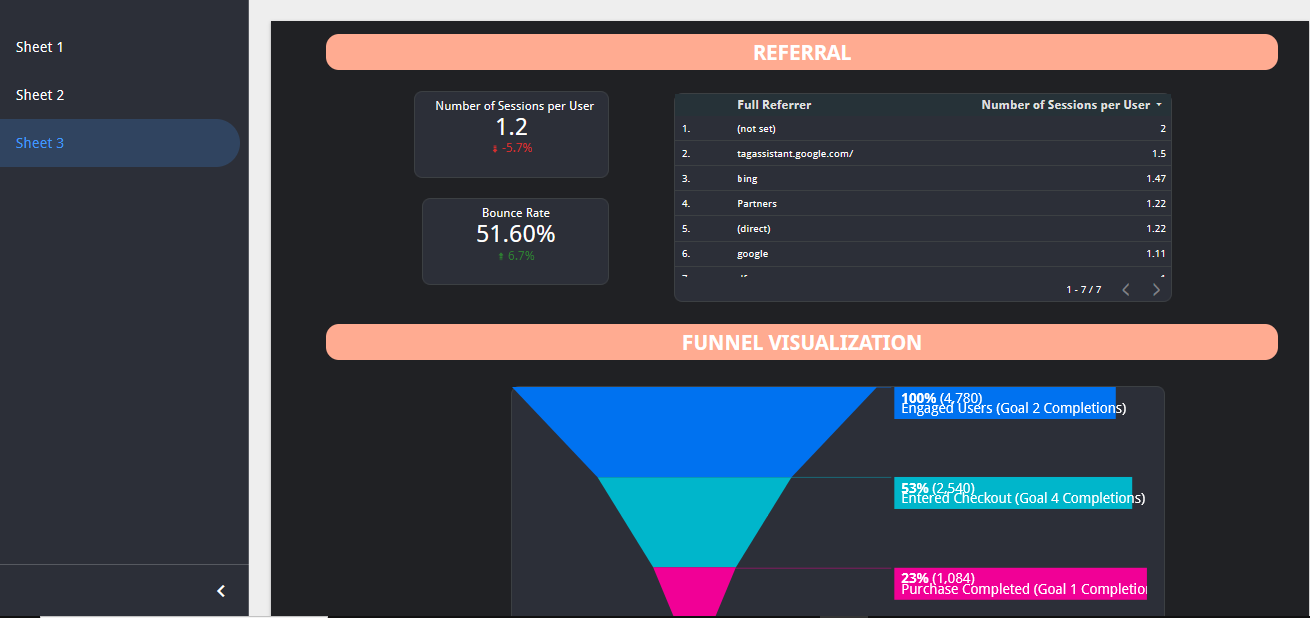 Sheet 1
Sheet 2
Sheet 3
REFERRAL
Number of Sessions per User
1.2
-5.7%
Bounce Rate
51.60%
6.7%
Full Referrer Number of Sessions per User
1. (not set) 2
2. tagassistant.google.com/ 1.5
3. bing 1.47
4. Partners 1.22
5. (direct) 1.22
6. google 1.11
1 - 7 / 7
FUNNEL VISUALIZATION
100% (4,780)
Engaged Users (Goal 2 Completions)
53% (2,540)
Entered Checkout (Goal 4 Completions)
23% (1,084)
Purchase Completed (Goal 1 Completio